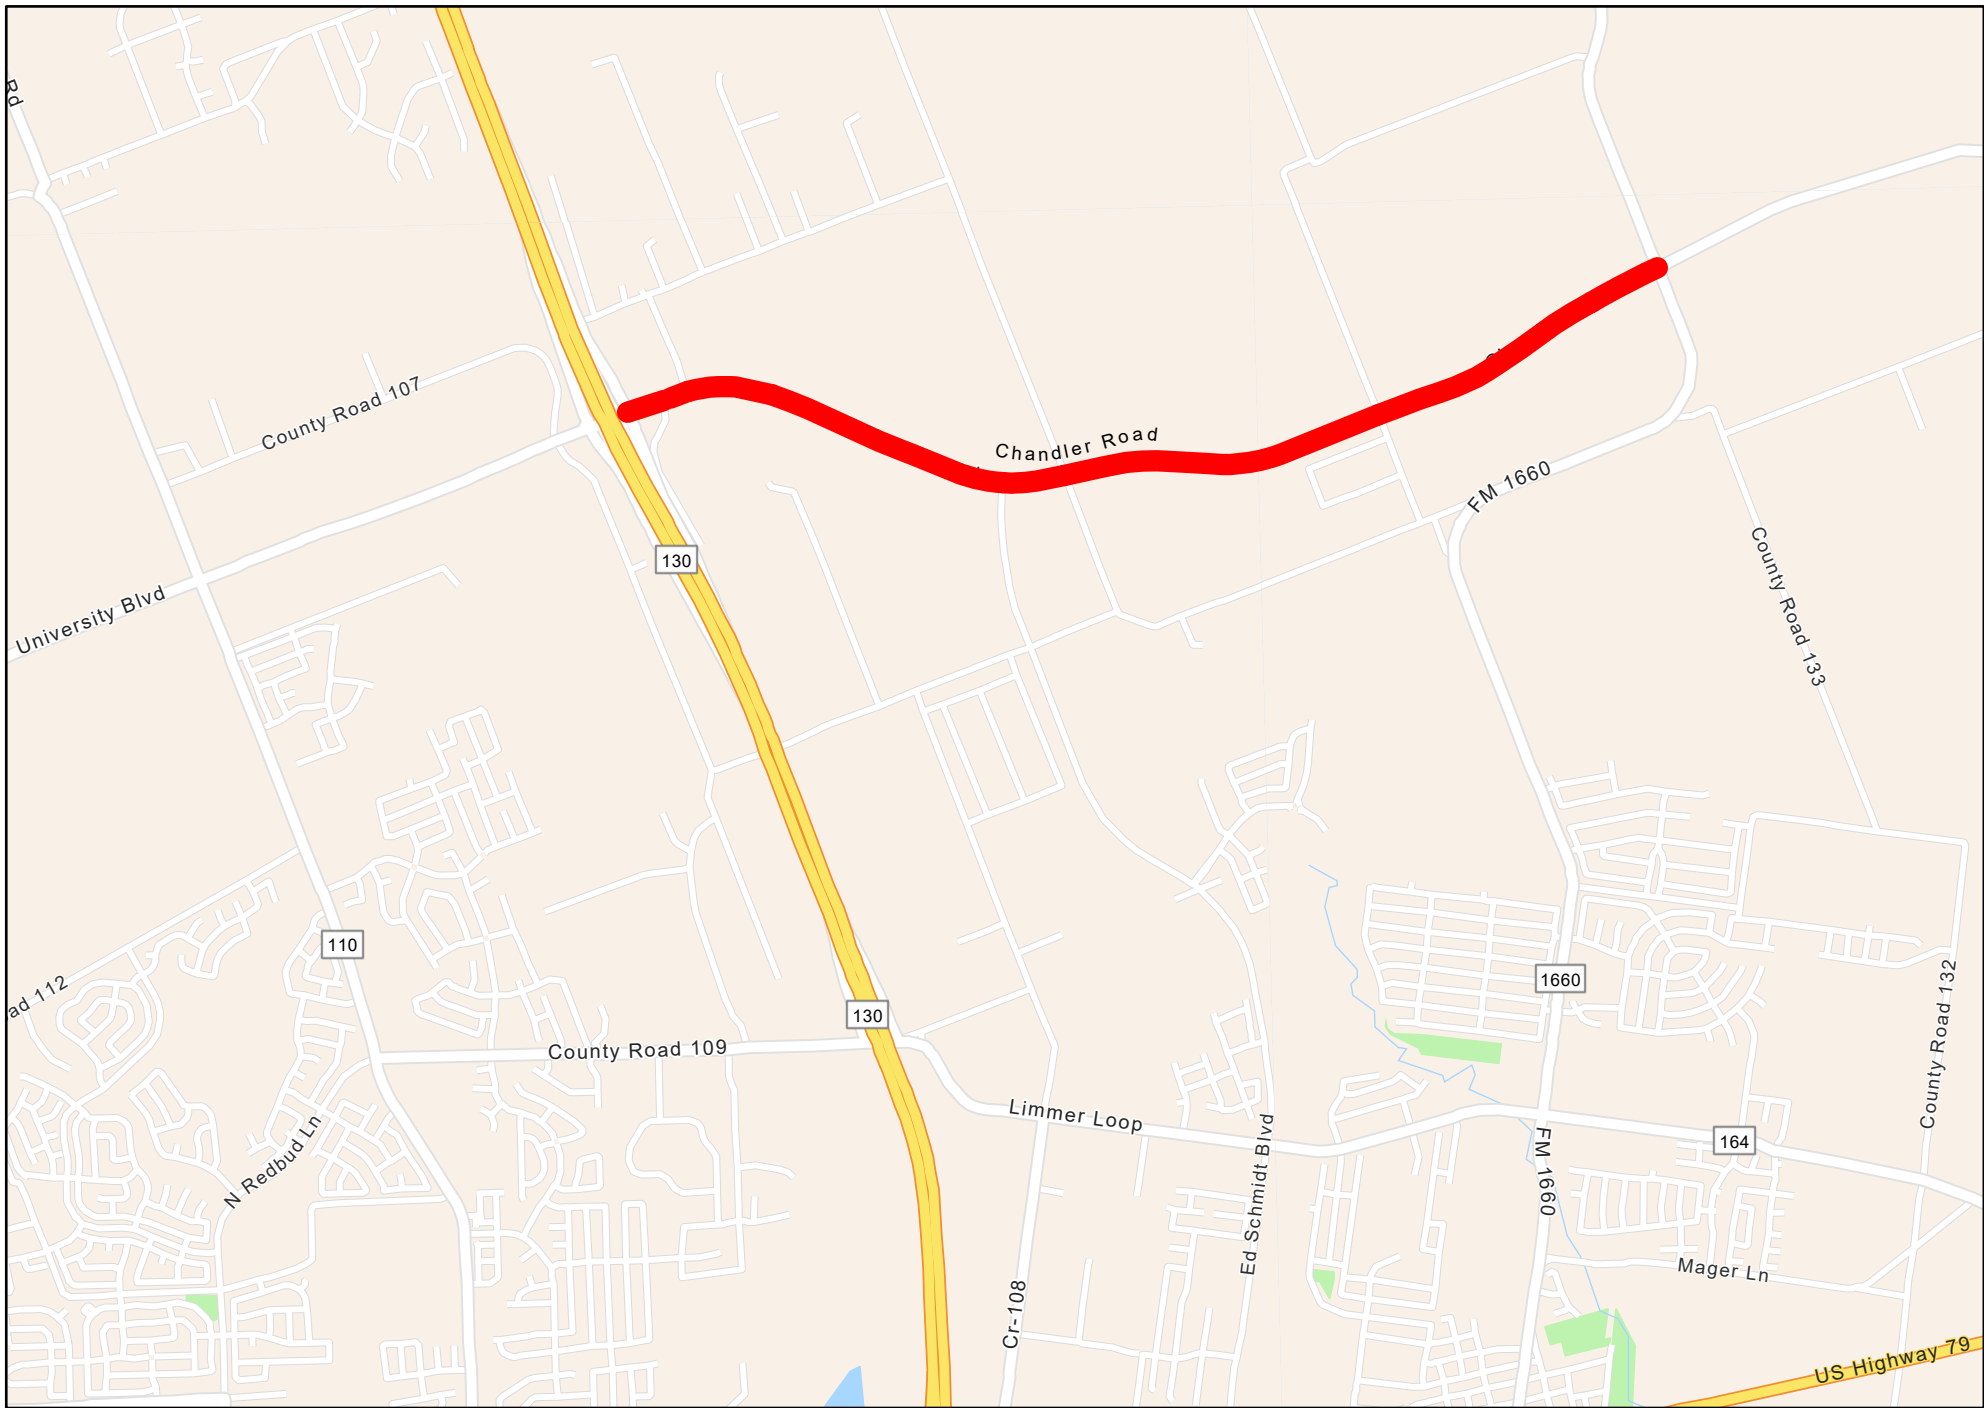 Rd
County Road 107
Chandler Road
FM 1660
130
University Blvd
County Road 133
110
1660
ad 112
130
County Road 109
County Road 132
Limmer Loop
164
N Redbud Ln
Ed Schmidt Blvd
FM 1660
Mager Ln
Cr-108
US Highway 79